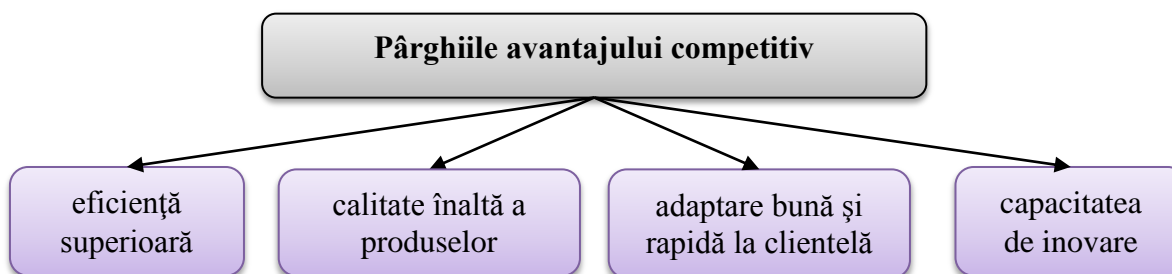 Pârghiile avantajului competitiv
eficienţă
superioară
calitate înaltă a
produselor
adaptare bună şi
rapidă la clientelă
capacitatea
de inovare